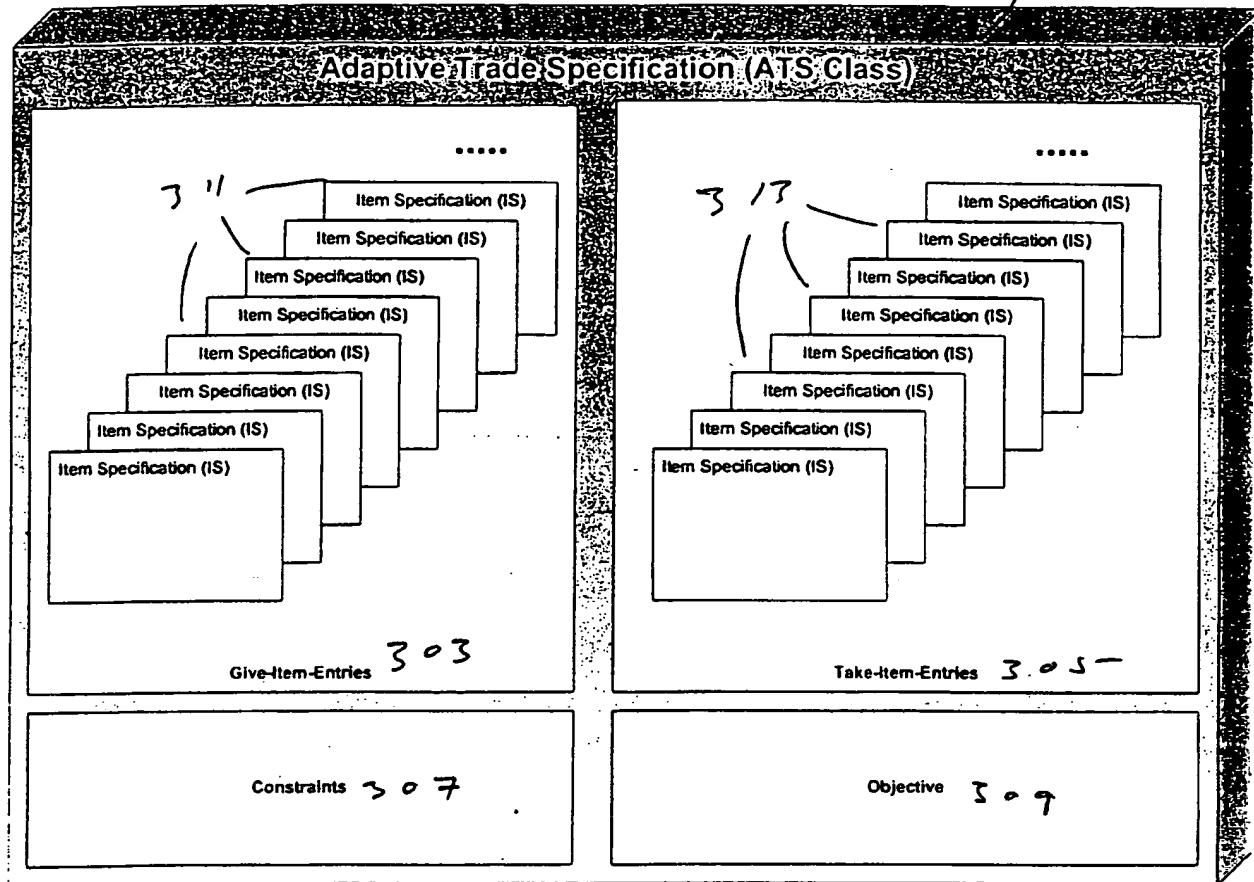 Adaptive Trade Specification (ATS Class)
.....
311
Item Specification (IS)
Item Specification (IS)
Item Specification (IS)
Item Specification (IS)
Item Specification (IS)
Item Specification (IS)
Item Specification (IS)
Item Specification (IS)
Give-Item-Entries 303
.....
313
Item Specification (IS)
Item Specification (IS)
Item Specification (IS)
Item Specification (IS)
Item Specification (IS)
Item Specification (IS)
Item Specification (IS)
Item Specification (IS)
Take-Item-Entries 305
Constraints 307
Objective 309